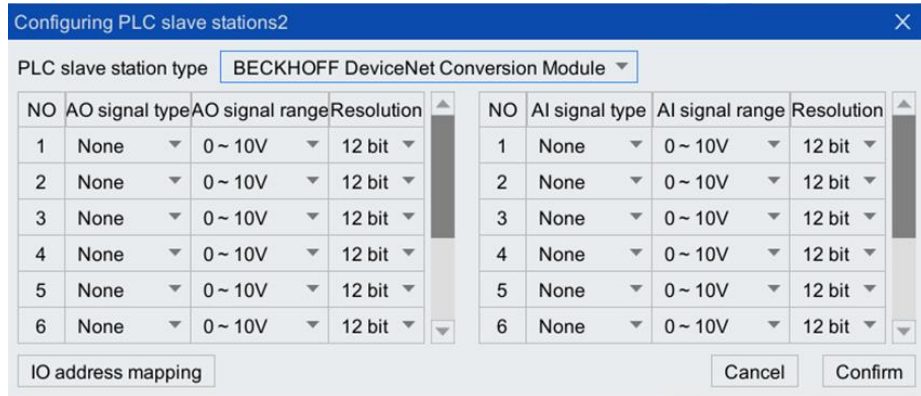 Configuring PLC slave stations2
PLC slave station type BECKHOFF DeviceNet Conversion Module
NO AO signal type AO signal range Resolution NO AI signal type AI signal range Resolution
1 None 0 ~ 10V 12 bit 1 None 0 ~ 10V 12 bit
2 None 0 ~ 10V 12 bit 2 None 0 ~ 10V 12 bit
3 None 0 ~ 10V 12 bit 3 None 0 ~ 10V 12 bit
4 None 0 ~ 10V 12 bit 4 None 0 ~ 10V 12 bit
5 None 0 ~ 10V 12 bit 5 None 0 ~ 10V 12 bit
6 None 0 ~ 10V 12 bit 6 None 0 ~ 10V 12 bit
IO address mapping Cancel Confirm